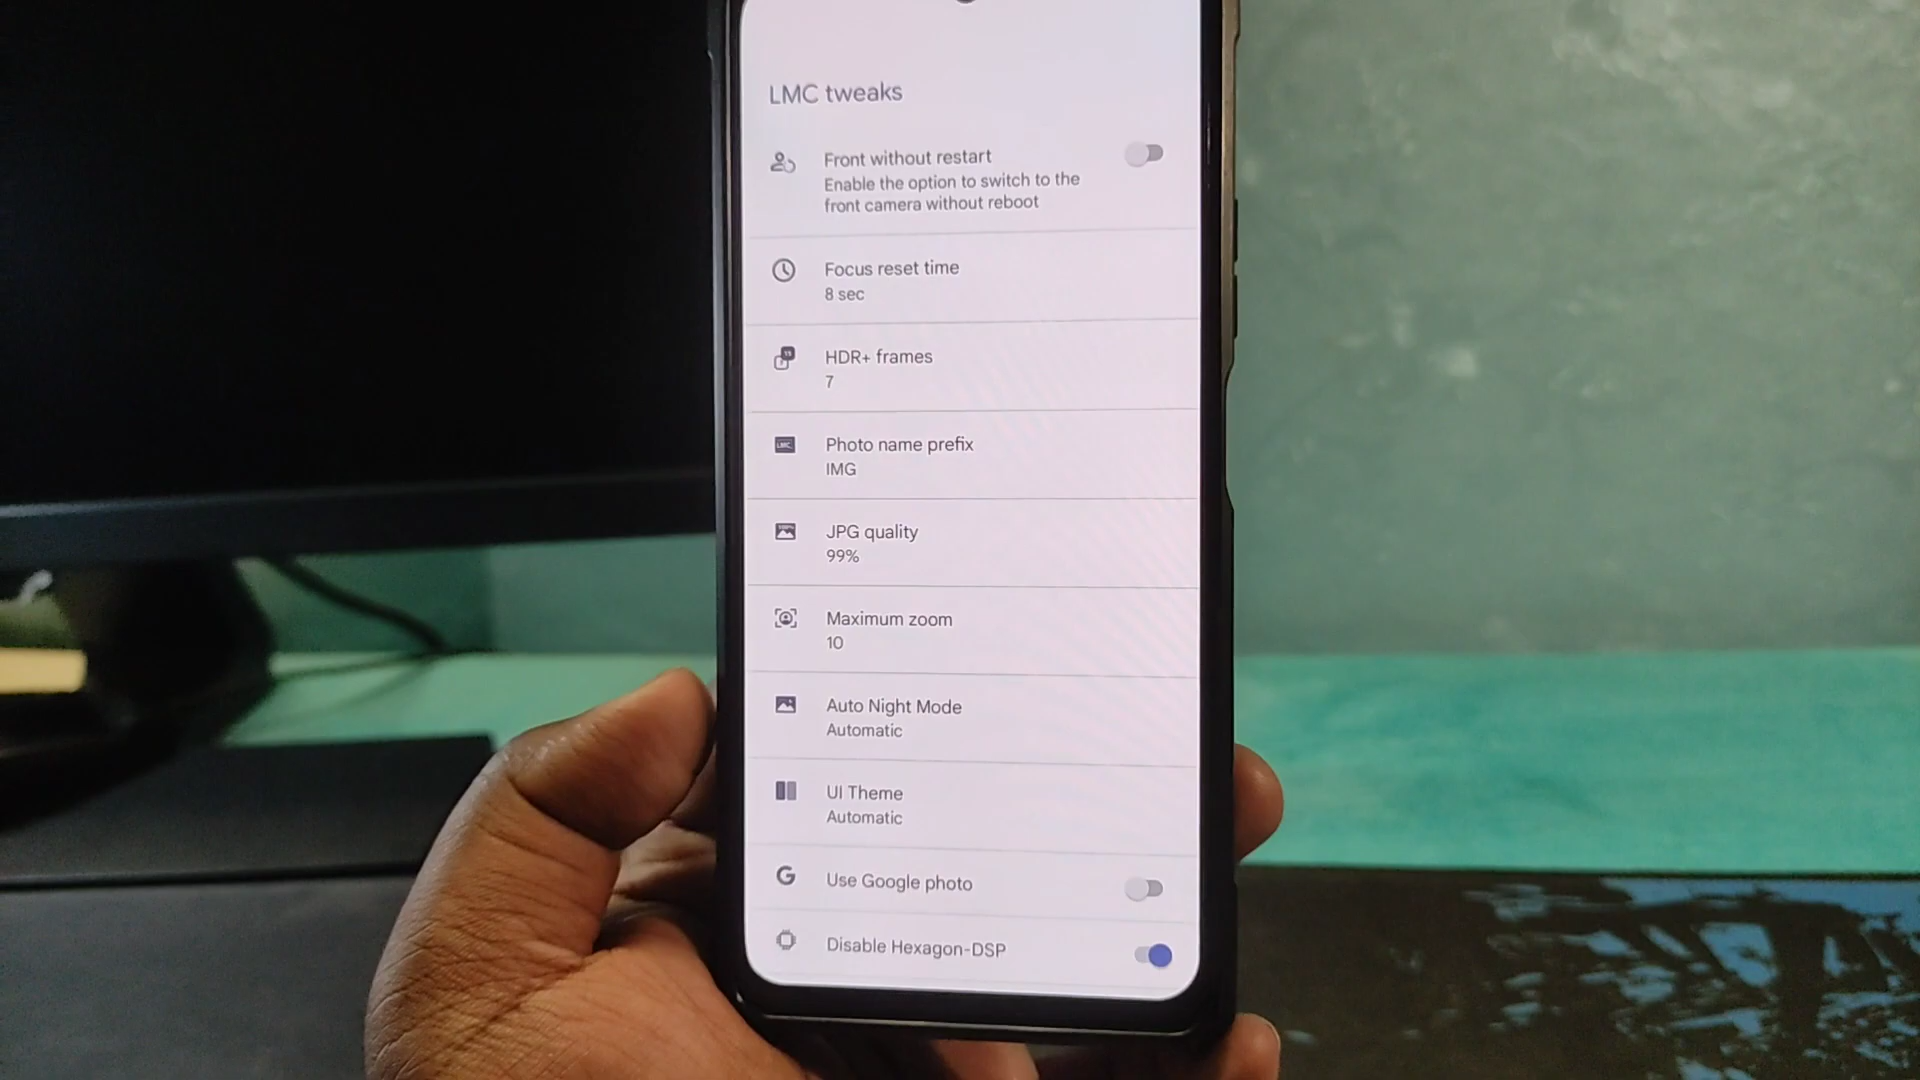 LMC tweaks
Front without restart
Enable the option to switch to the
front camera without reboot
Focus reset time
8 sec
HDR+ frames
7
Photo name prefix
IMG
JPG quality
99%
Maximum zoom
10
Auto Night Mode
Automatic
UI Theme
Automatic
Use Google photo
Disable Hexagon-DSP